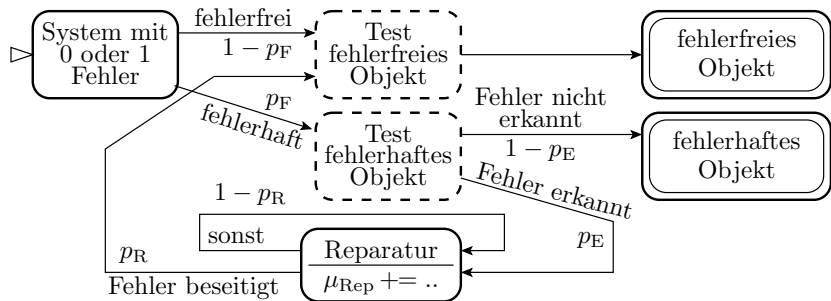 System mit
0 oder 1
Fehler
fehlerfrei
1 − p_F
p_F
fehlerhaft
Test
fehlerfreies
Objekt
fehlerfreies
Objekt
Test
fehlerhaftes
Objekt
Fehler nicht
erkannt
1 − p_E
fehlerhaftes
Objekt
Fehler erkannt
p_E
1 − p_R
sonst
p_R
Fehler beseitigt
Reparatur
μ_Rep += ..